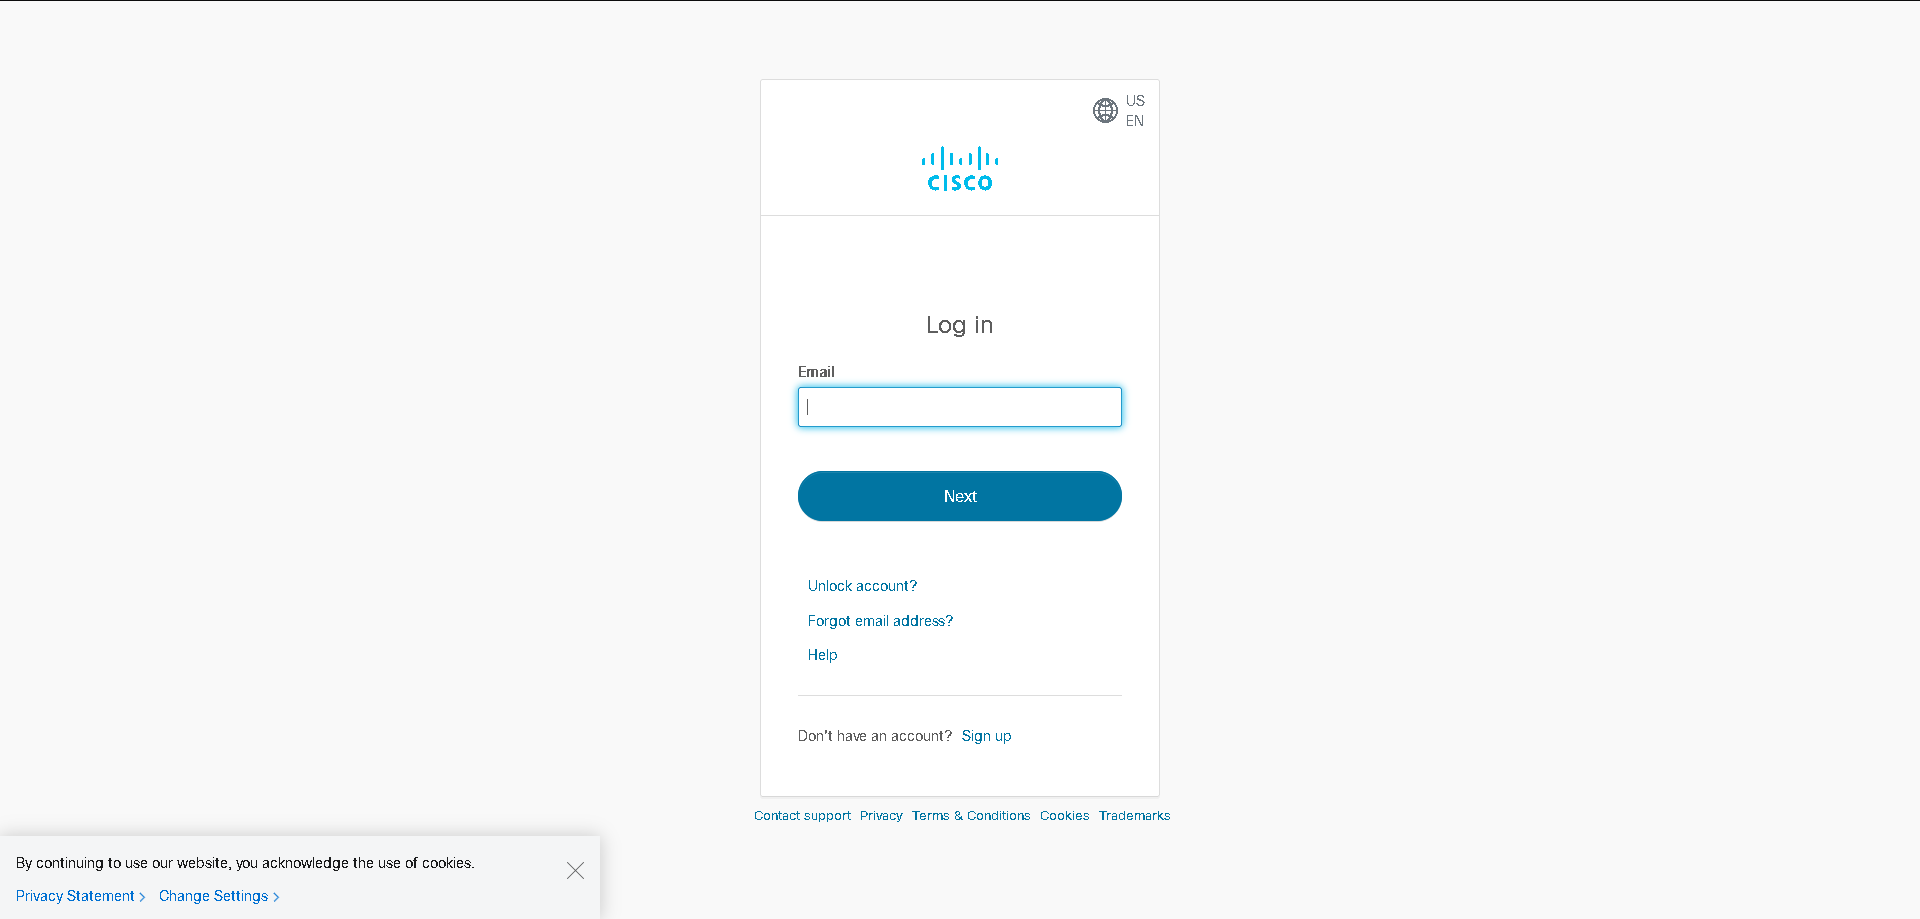 US
EN
CISCO
Log in
Email
Next
Unlock account?
Forgot email address?
Help
Don't have an account? Sign up
Contact support Privacy Terms & Conditions Cookies Trademarks
By continuing to use our website, you acknowledge the use of cookies.
Privacy Statement Change Settings